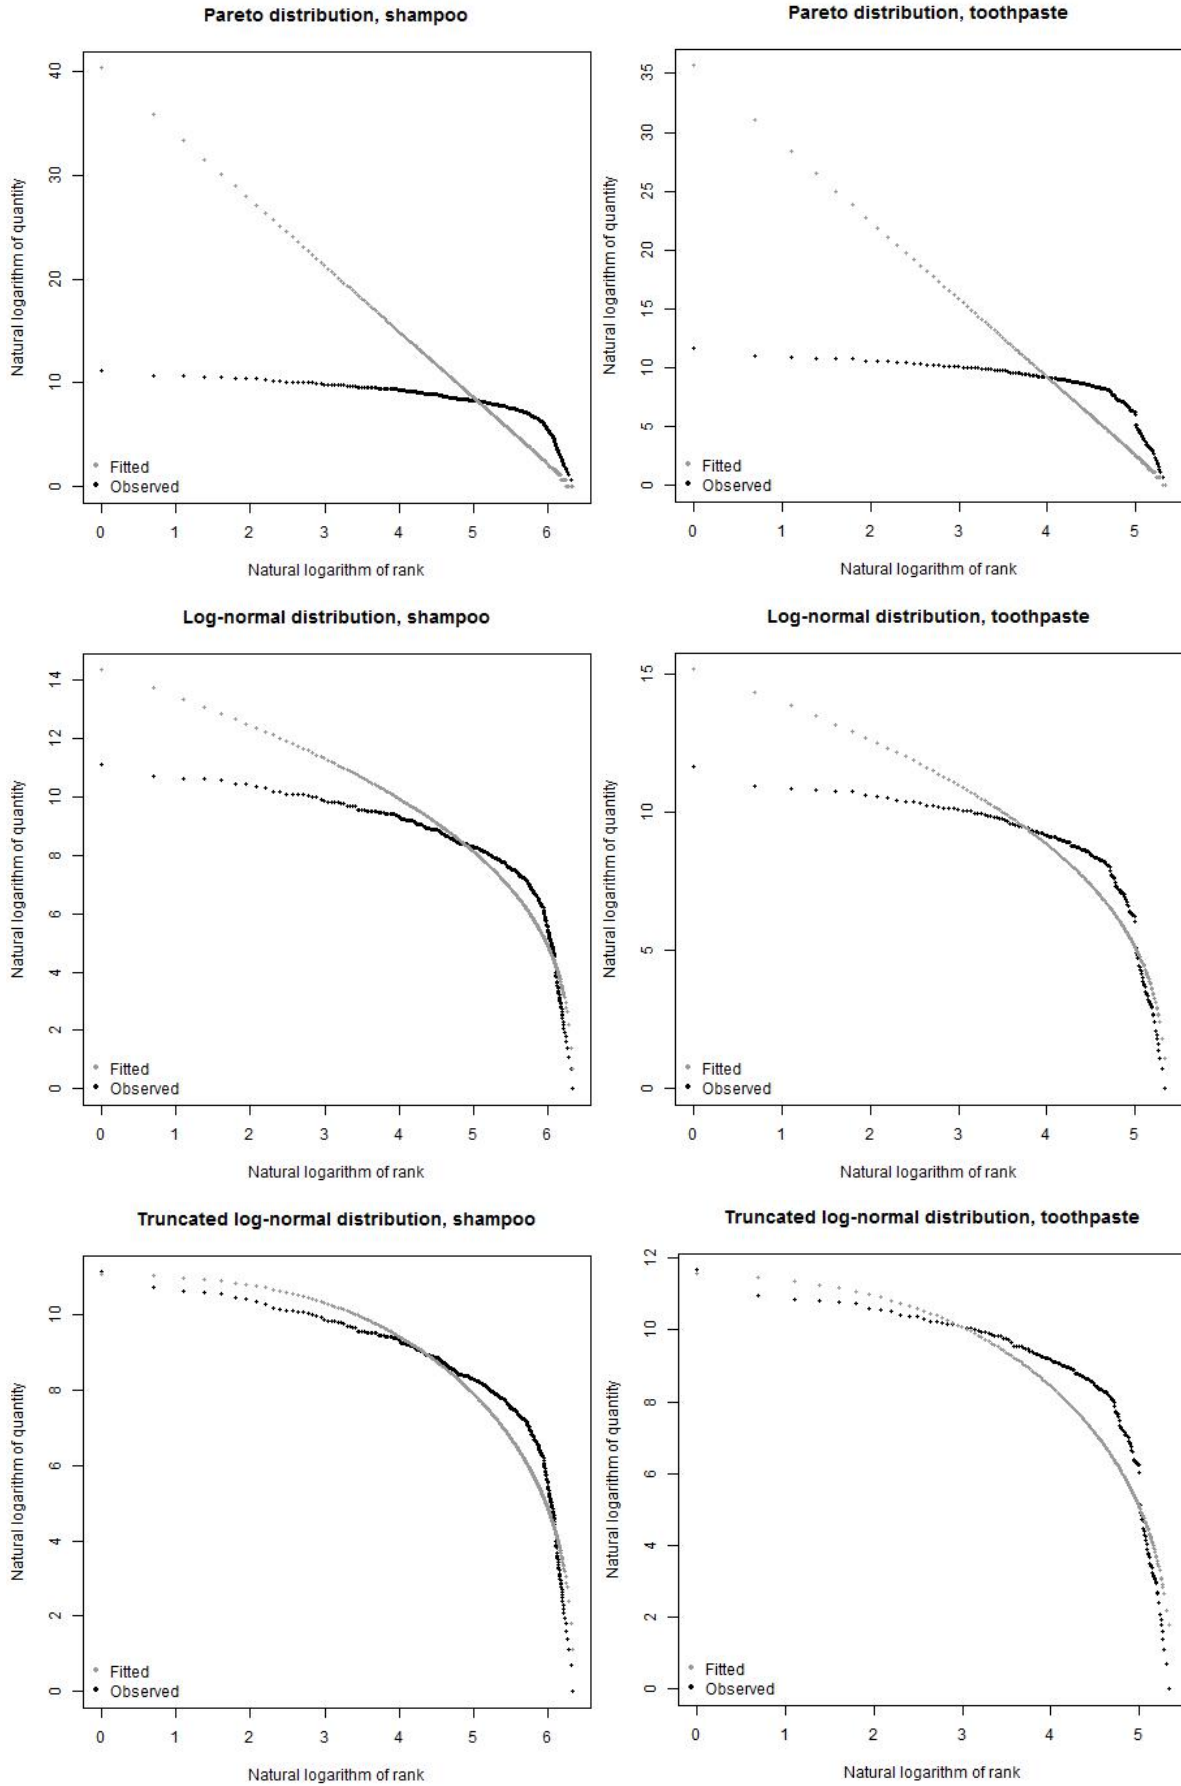 Pareto distribution, shampoo
Natural logarithm of quantity
40
30
20
10
0
Fitted
Observed
0 1 2 3 4 5 6
Natural logarithm of rank
Pareto distribution, toothpaste
Natural logarithm of quantity
35
30
25
20
15
10
5
0
Fitted
Observed
0 1 2 3 4 5
Natural logarithm of rank
Log-normal distribution, shampoo
Natural logarithm of quantity
14
12
10
8
6
4
2
0
Fitted
Observed
0 1 2 3 4 5 6
Natural logarithm of rank
Log-normal distribution, toothpaste
Natural logarithm of quantity
15
10
5
0
Fitted
Observed
0 1 2 3 4 5
Natural logarithm of rank
Truncated log-normal distribution, shampoo
Natural logarithm of quantity
10
8
6
4
2
0
Fitted
Observed
0 1 2 3 4 5 6
Natural logarithm of rank
Truncated log-normal distribution, toothpaste
Natural logarithm of quantity
12
10
8
6
4
2
0
Fitted
Observed
0 1 2 3 4 5
Natural logarithm of rank